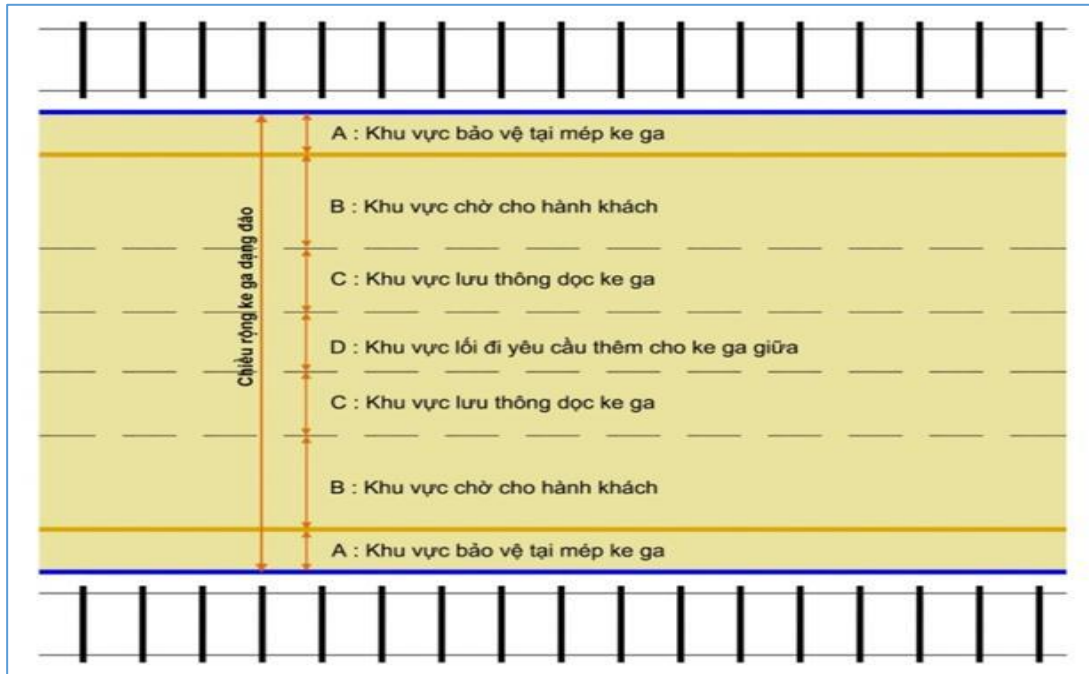 A : Khu vực bảo vệ tại mép ke ga
B : Khu vực chờ cho hành khách
Chiều rộng ke ga dạng đảo
C : Khu vực lưu thông dọc ke ga
D : Khu vực lối đi yêu cầu thêm cho ke ga giữa
C : Khu vực lưu thông dọc ke ga
B : Khu vực chờ cho hành khách
A : Khu vực bảo vệ tại mép ke ga